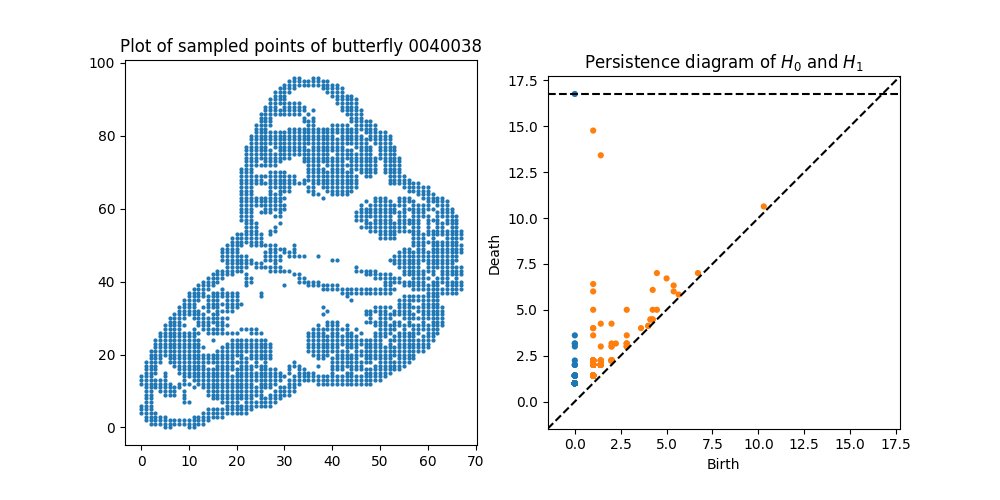 Plot of sampled points of butterfly 0040038
100
80
60
40
20
0
0 10 20 30 40 50 60 70
Persistence diagram of H₀ and H₁
17.5
15.0
12.5
10.0
7.5
5.0
2.5
0.0
Death
0.0 2.5 5.0 7.5 10.0 12.5 15.0 17.5
Birth